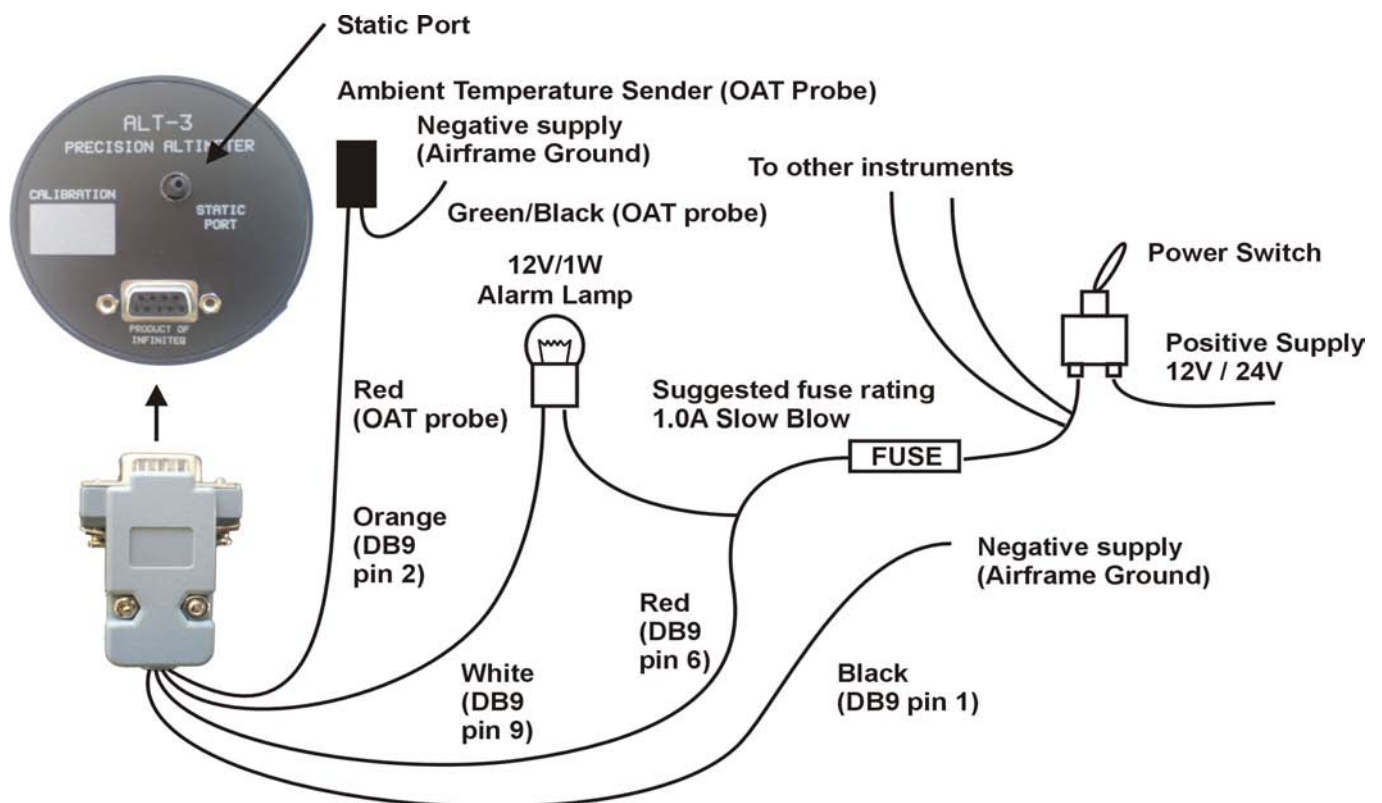 Static Port
ALT-3
PRECISION ALTIMETER
CALIBRATION
STATIC
PORT
PRODUCT OF
INFINITEQ
Ambient Temperature Sender (OAT Probe)
Negative supply
(Airframe Ground)
Green/Black (OAT probe)
To other instruments
Power Switch
12V/1W
Alarm Lamp
Positive Supply
12V / 24V
Red
(OAT probe)
Suggested fuse rating
1.0A Slow Blow
FUSE
Orange
(DB9
pin 2)
Negative supply
(Airframe Ground)
Red
(DB9
pin 6)
White
(DB9
pin 9)
Black
(DB9 pin 1)